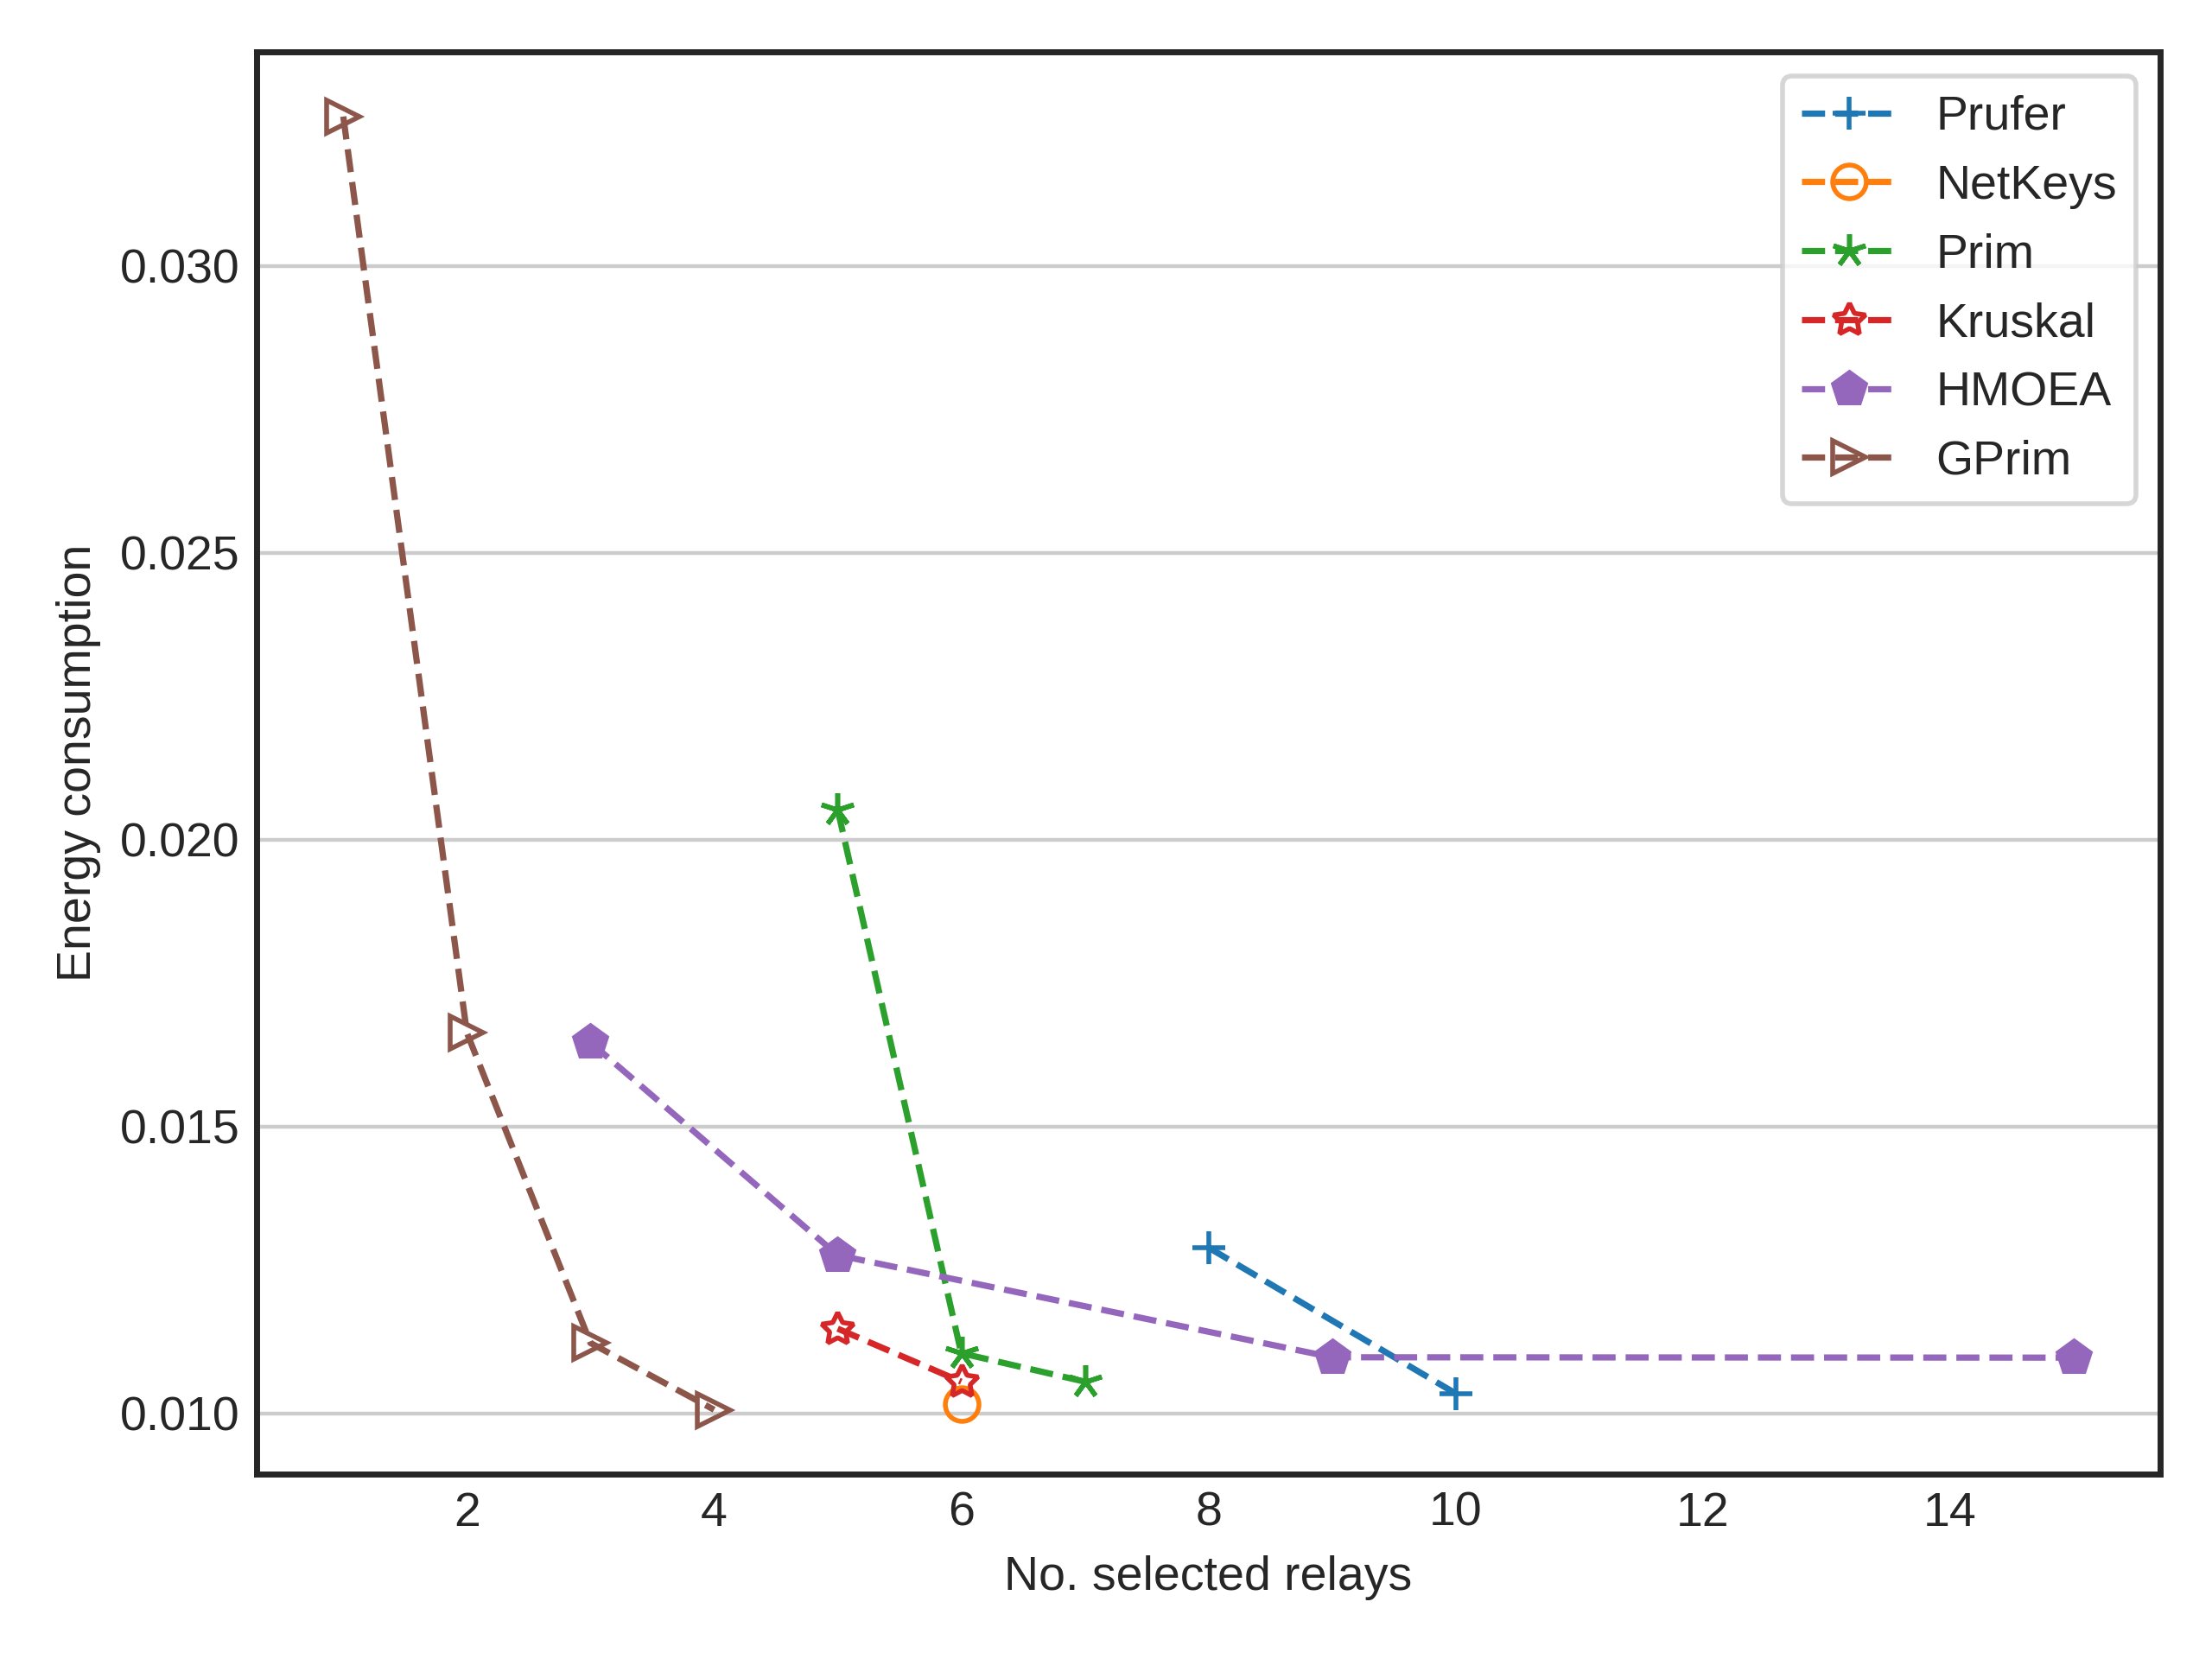 Prufer
NetKeys
Prim
Kruskal
HMOEA
GPrim
0.030
0.025
0.020
0.015
0.010
Energy consumption
2 4 6 8 10 12 14
No. selected relays